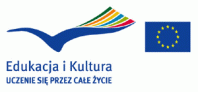 Edukacja i Kultura
UCZENIE SIĘ PRZEZ CAŁE ŻYCIE